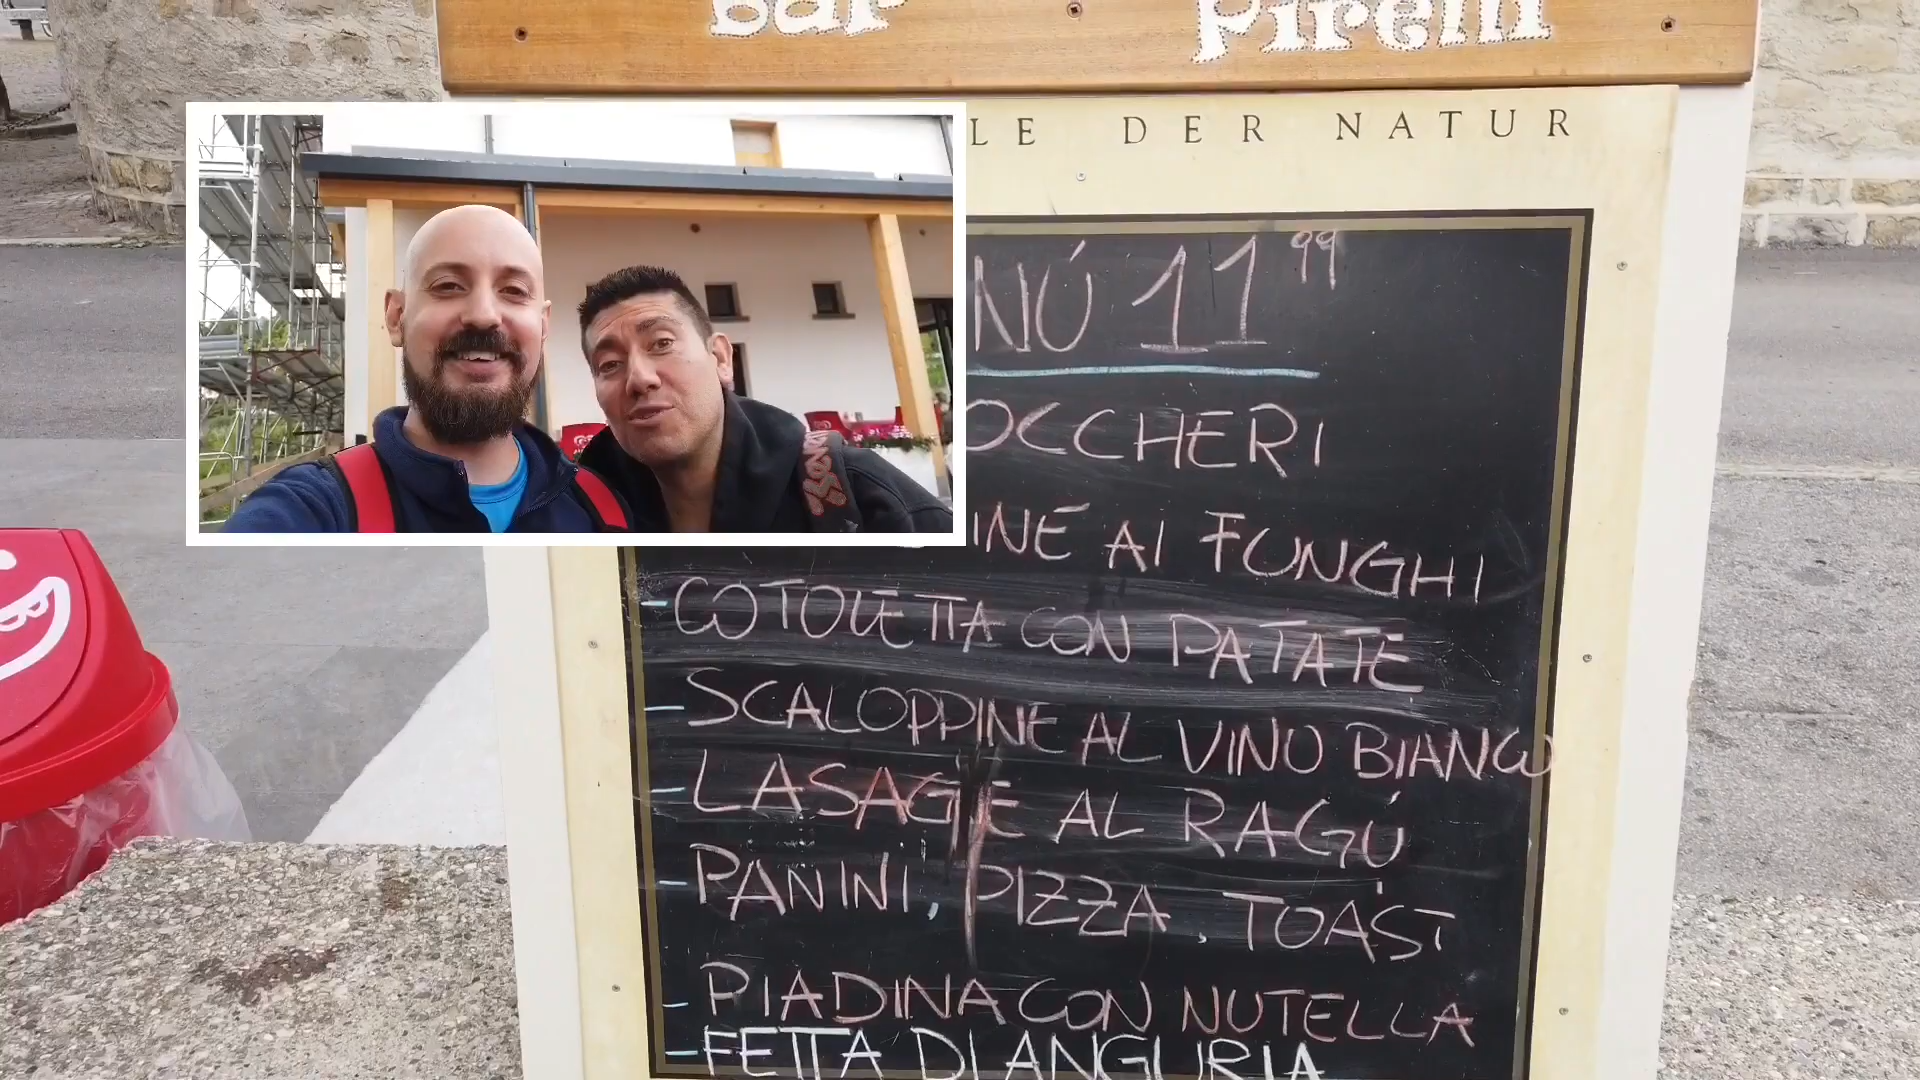 Bar Pirelli
LE DER NATUR
NÚ 11 99
OCCHERI
INE AI FUNGHI
-COTOLETTA CON PATATE
-SCALOPPINE AL VINO BIANCO
-LASAGNE AL RAGÚ
-PANINI, PIZZA, TOAST
-PIADINA CON NUTELLA
-FETTA DI ANGURIA